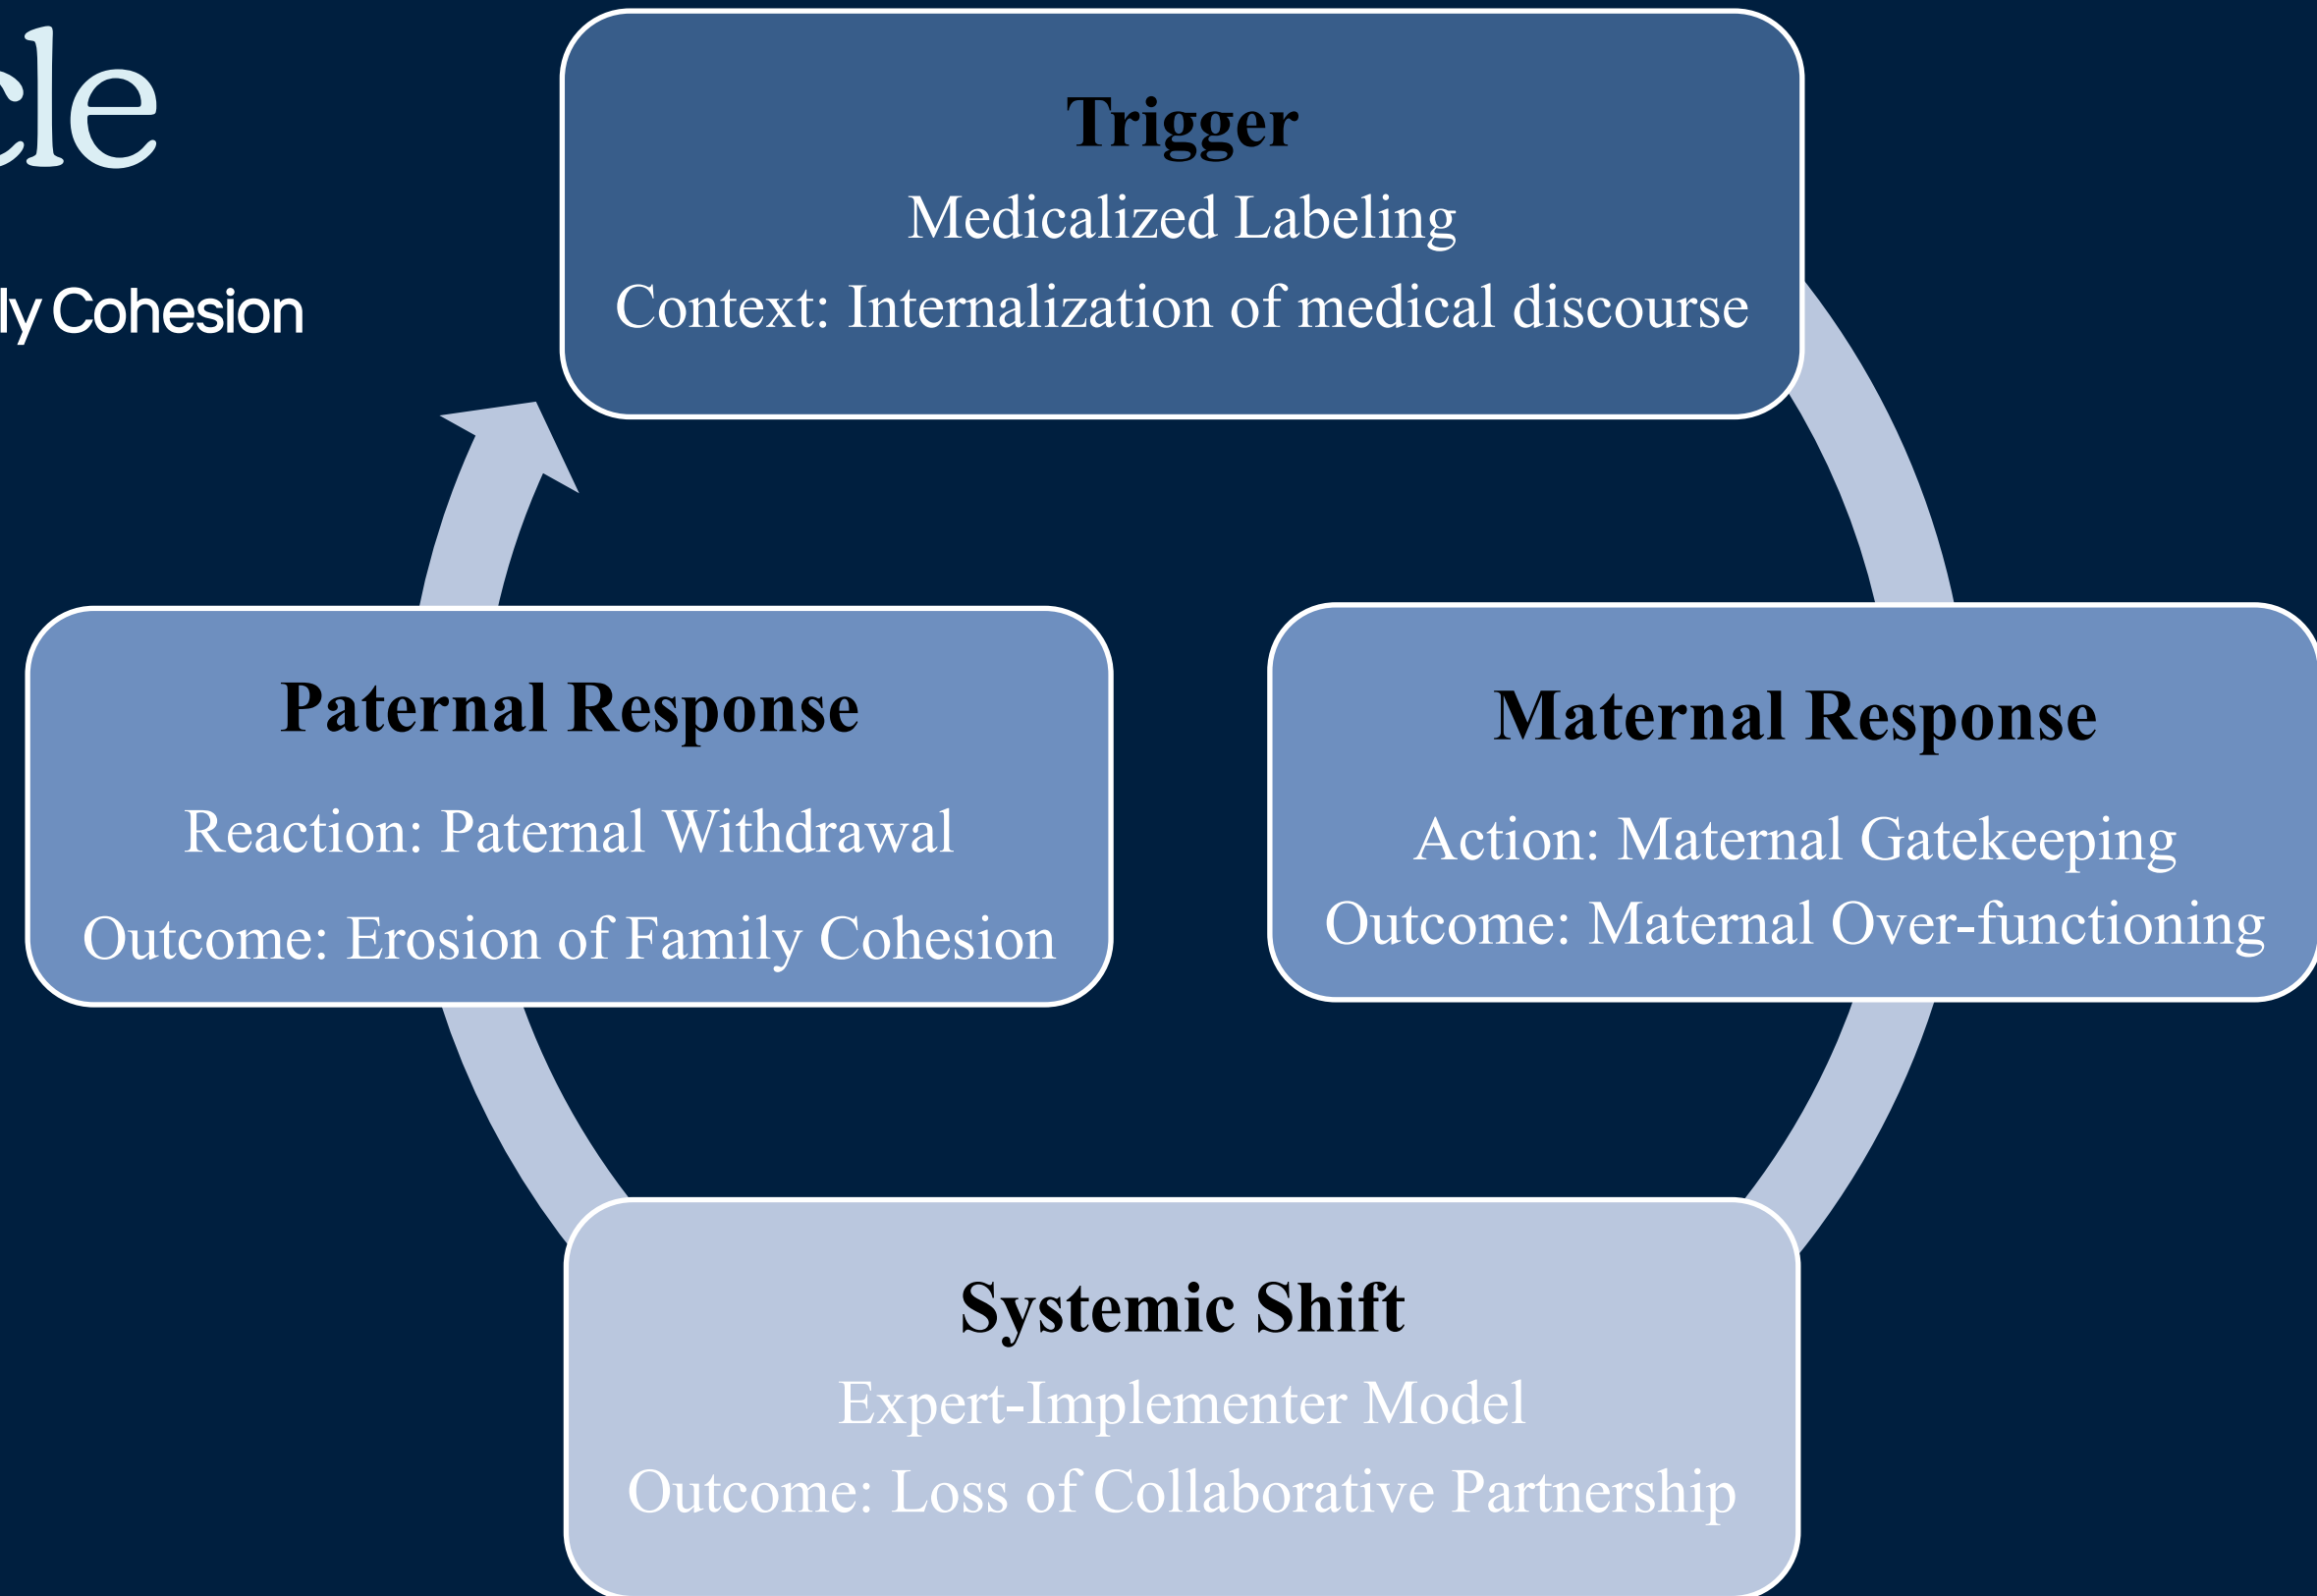 cle
ly Cohesion
Trigger
Medicalized Labeling
Context: Internalization of medical discourse
Paternal Response
Reaction: Paternal Withdrawal
Outcome: Erosion of Family Cohesion
Maternal Response
Action: Maternal Gatekeeping
Outcome: Maternal Over-functioning
Systemic Shift
Expert-Implementer Model
Outcome: Loss of Collaborative Partnership